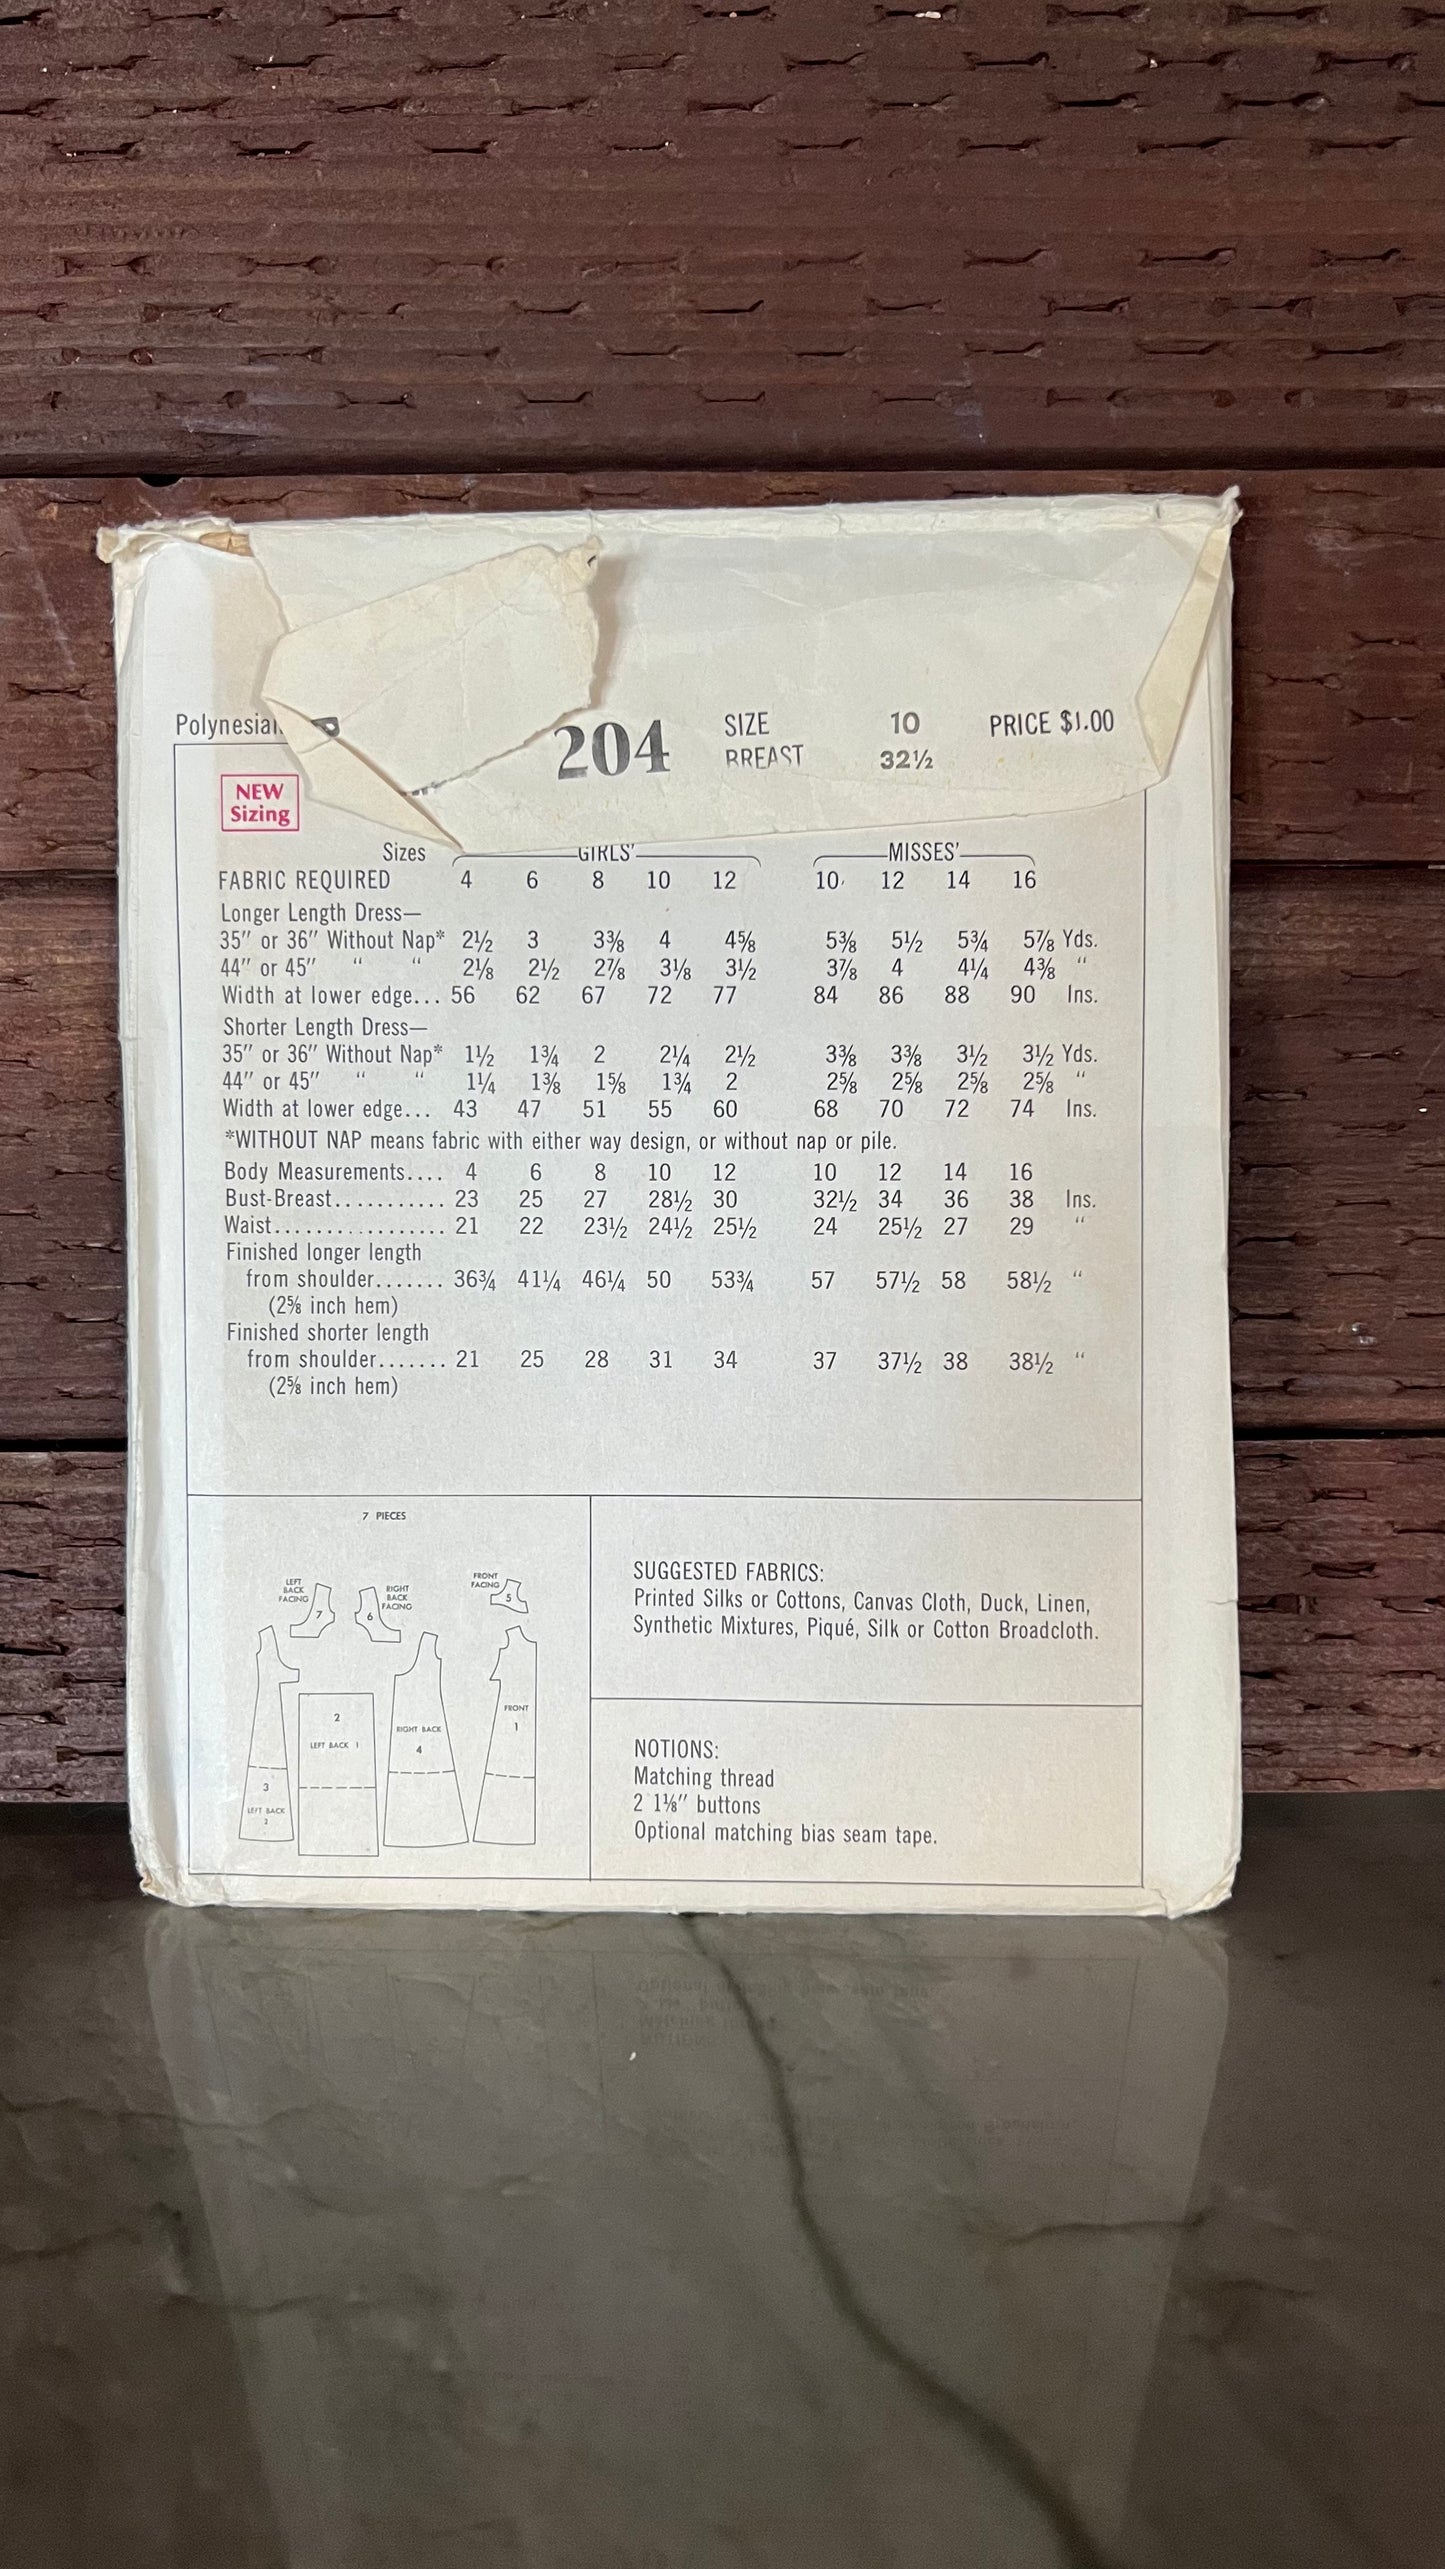 204 SIZE 10 PRICE $1.00
BREAST 32½
NEW
Sizing
Sizes GIRLS' MISSES'
FABRIC REQUIRED 4 6 8 10 12 10 12 14 16
Longer Length Dress—
35" or 36" Without Nap* 2½ 3 3⅜ 4 4⅝ 5⅜ 5½ 5¾ 5⅞ Yds.
44" or 45" " " 2⅛ 2½ 2⅞ 3⅛ 3½ 3⅞ 4 4¼ 4⅜ "
Width at lower edge... 56 62 67 72 77 84 86 88 90 Ins.
Shorter Length Dress—
35" or 36" Without Nap* 1½ 1¾ 2 2¼ 2½ 3⅜ 3⅜ 3½ 3½ Yds.
44" or 45" " " 1¼ 1⅜ 1⅝ 1¾ 2 2⅝ 2⅝ 2⅝ 2⅝ "
Width at lower edge... 43 47 51 55 60 68 70 72 74 Ins.
*WITHOUT NAP means fabric with either way design, or without nap or pile.
Body Measurements.... 4 6 8 10 12 10 12 14 16
Bust-Breast........... 23 25 27 28½ 30 32½ 34 36 38 Ins.
Waist................. 21 22 23½ 24½ 25½ 24 25½ 27 29 "
Finished longer length
from shoulder....... 36¾ 41¼ 46¼ 50 53¾ 57 57½ 58 58½ "
(2⅝ inch hem)
Finished shorter length
from shoulder....... 21 25 28 31 34 37 37½ 38 38½ "
(2⅝ inch hem)
7 PIECES
LEFT
BACK
FACING
7
RIGHT
BACK
FACING
6
FRONT
FACING
5
2
LEFT BACK 1
3
LEFT BACK
2
RIGHT BACK
4
FRONT
1
SUGGESTED FABRICS:
Printed Silks or Cottons, Canvas Cloth, Duck, Linen,
Synthetic Mixtures, Piqué, Silk or Cotton Broadcloth.
NOTIONS:
Matching thread
2 1⅛" buttons
Optional matching bias seam tape.